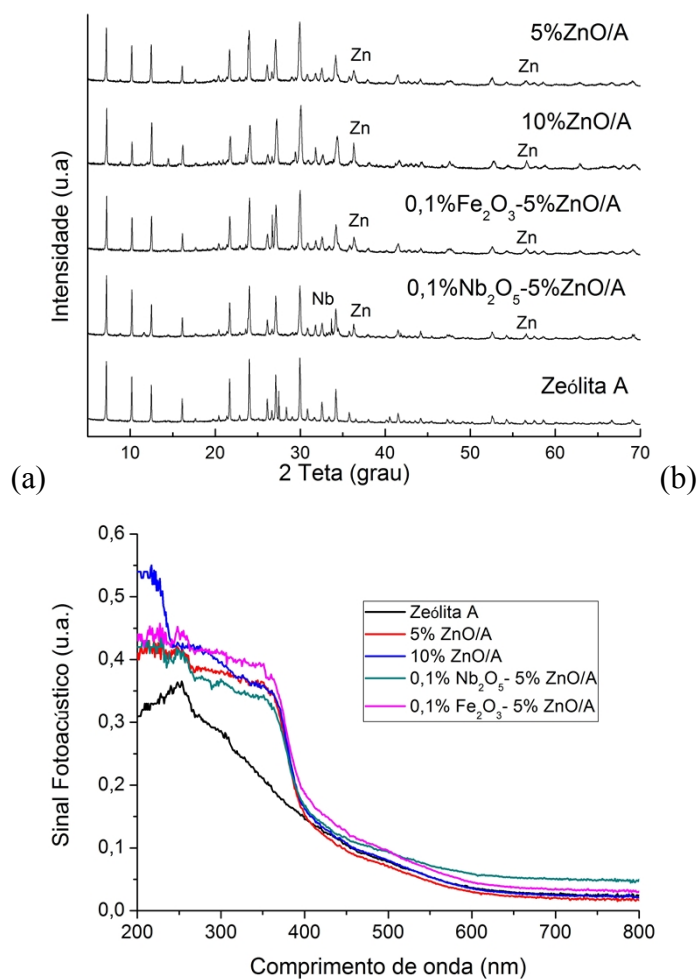 5%ZnO/A
Zn Zn
10%ZnO/A
Zn Zn
0,1%Fe₂O₃-5%ZnO/A
Zn Zn
0,1%Nb₂O₅-5%ZnO/A
Nb Zn Zn
Zeólita A
Intensidade (u.a)
10 20 30 40 50 60 70
2 Teta (grau)
(a) (b)
0,6
0,5
0,4
0,3
0,2
0,1
0,0
Sinal Fotoacústico (u.a.)
Zeólita A
5% ZnO/A
10% ZnO/A
0,1% Nb₂O₅- 5% ZnO/A
0,1% Fe₂O₃- 5% ZnO/A
200 300 400 500 600 700 800
Comprimento de onda (nm)